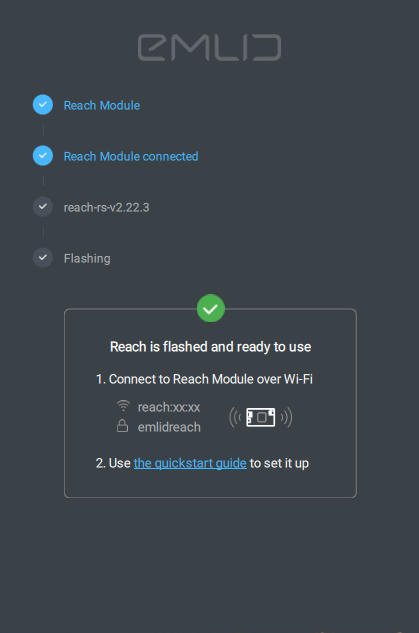 EMLID
Reach Module
Reach Module connected
reach-rs-v2.22.3
Flashing
Reach is flashed and ready to use
1. Connect to Reach Module over Wi-Fi
reach:xx:xx
emlidreach
2. Use the quickstart guide to set it up